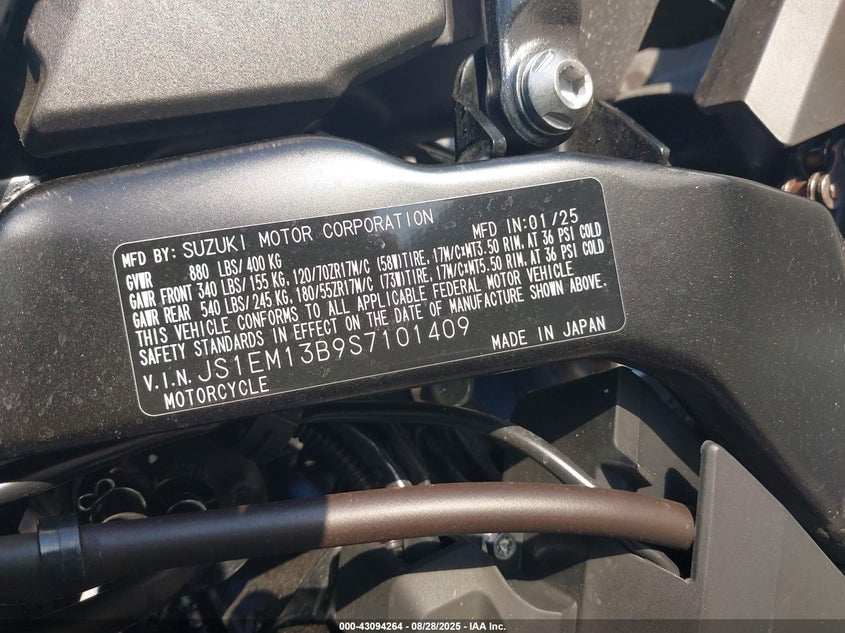 MFD BY: SUZUKI MOTOR CORPORATION MFD IN:01/25
GVWR 880 LBS/400 KG
GAWR FRONT 340 LBS/155 KG, 120/70ZR17M/C (58W)TIRE, 17M/C×MT3.50 RIM, AT 36 PSI COLD
GAWR REAR 540 LBS/245 KG, 180/55ZR17M/C (73W)TIRE, 17M/C×MT5.50 RIM, AT 36 PSI COLD
THIS VEHICLE CONFORMS TO ALL APPLICABLE FEDERAL MOTOR VEHICLE
SAFETY STANDARDS IN EFFECT ON THE DATE OF MANUFACTURE SHOWN ABOVE.
V.I.N. JS1EM13B9S7101409 MADE IN JAPAN
MOTORCYCLE
000-43094264 - 08/28/2025 - IAA Inc.